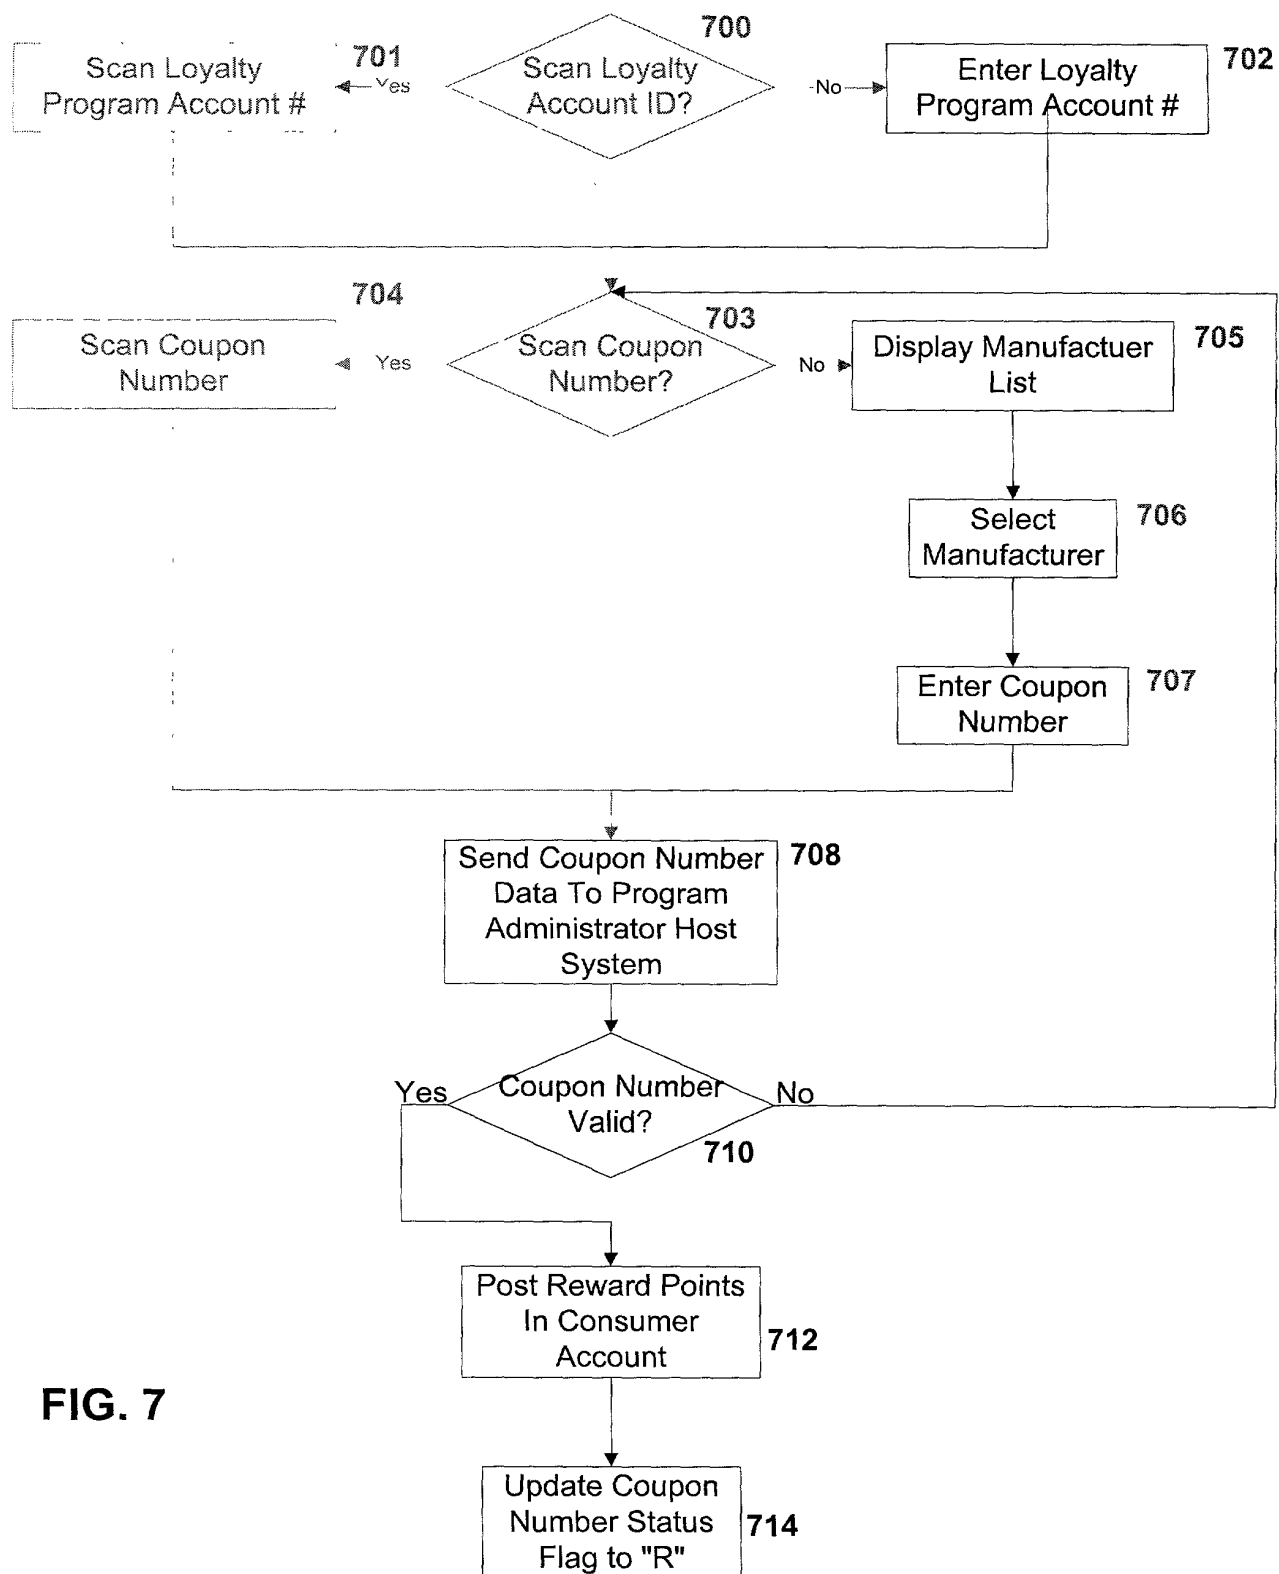 700
701
Scan Loyalty
Program Account #
Yes
Scan Loyalty
Account ID?
No
702
Enter Loyalty
Program Account #
704
Scan Coupon
Number
Yes
703
Scan Coupon
Number?
No
705
Display Manufactuer
List
706
Select
Manufacturer
707
Enter Coupon
Number
708
Send Coupon Number
Data To Program
Administrator Host
System
Yes
Coupon Number
Valid?
No
710
Post Reward Points
In Consumer
Account
712
FIG. 7
Update Coupon
Number Status
Flag to "R"
714